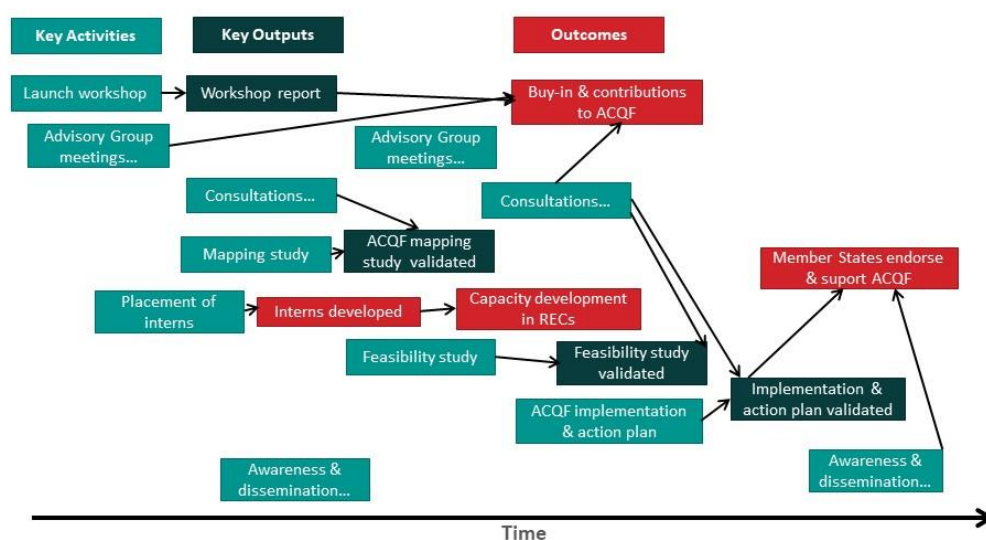 Key Activities
Key Outputs
Outcomes
Launch workshop
Workshop report
Buy-in & contributions
to ACQF
Advisory Group
meetings...
Advisory Group
meetings...
Consultations...
Consultations...
Mapping study
ACQF mapping
study validated
Member States endorse
& suport ACQF
Placement of
interns
Interns developed
Capacity development
in RECs
Feasibility study
Feasibility study
validated
Implementation &
action plan validated
ACQF implementation
& action plan
Awareness &
dissemination...
Awareness &
dissemination...
Time